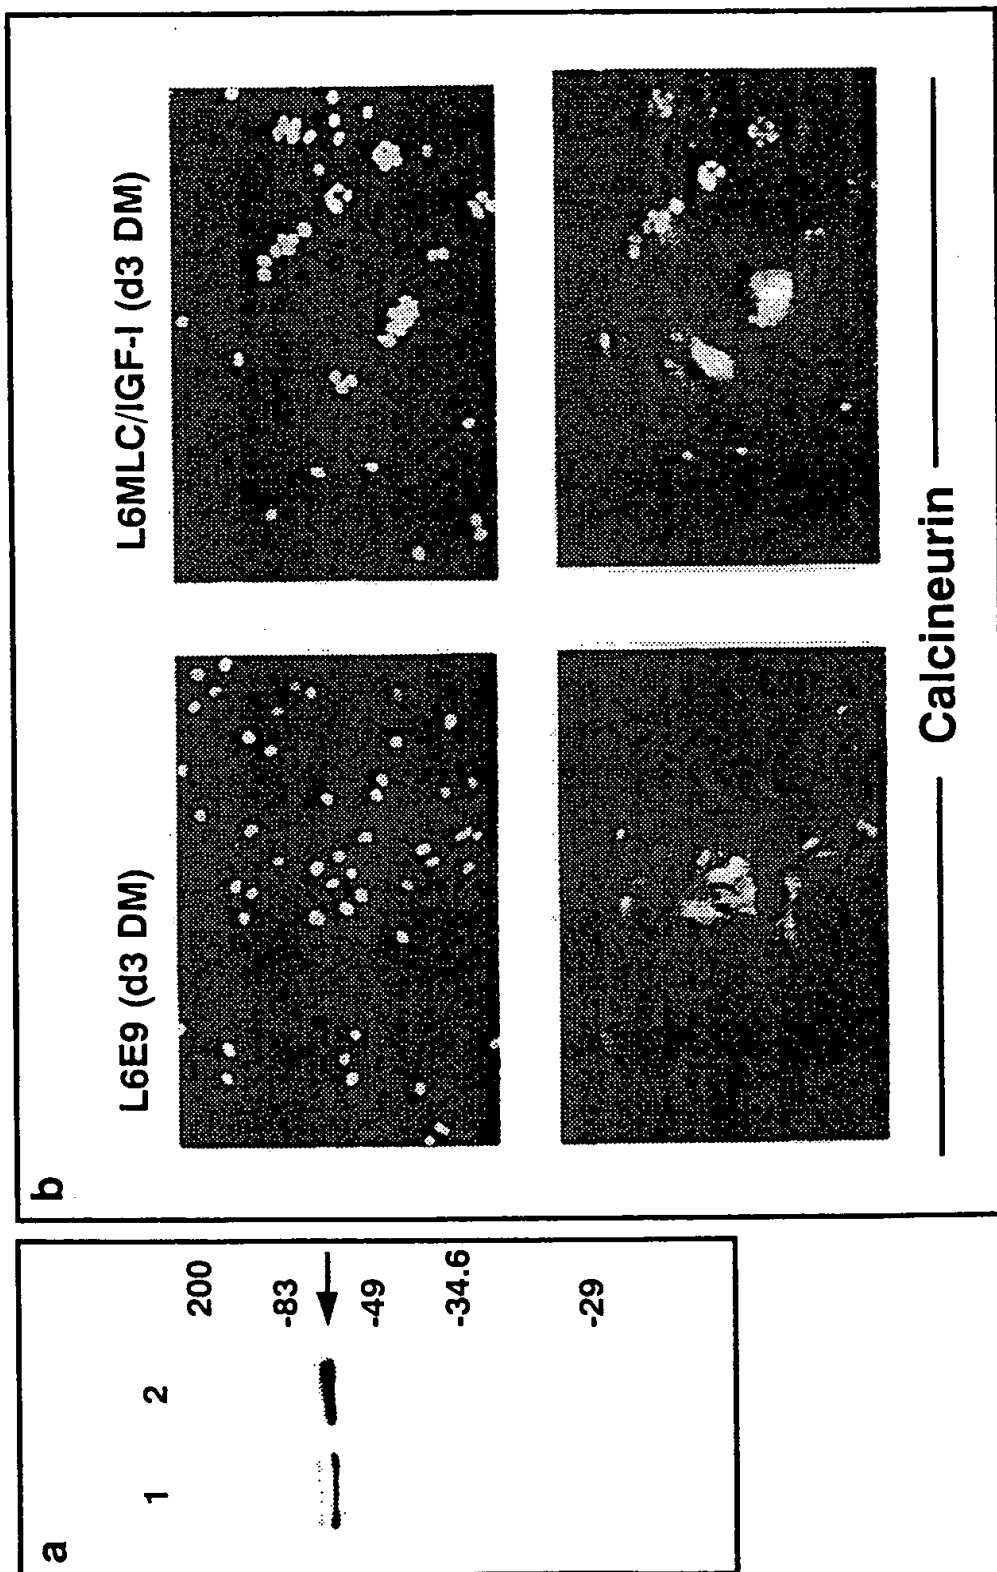 a
1
2
200
-83
-49
-34.6
-29
b
L6E9 (d3 DM)
L6MLC/IGF-I (d3 DM)
Calcineurin